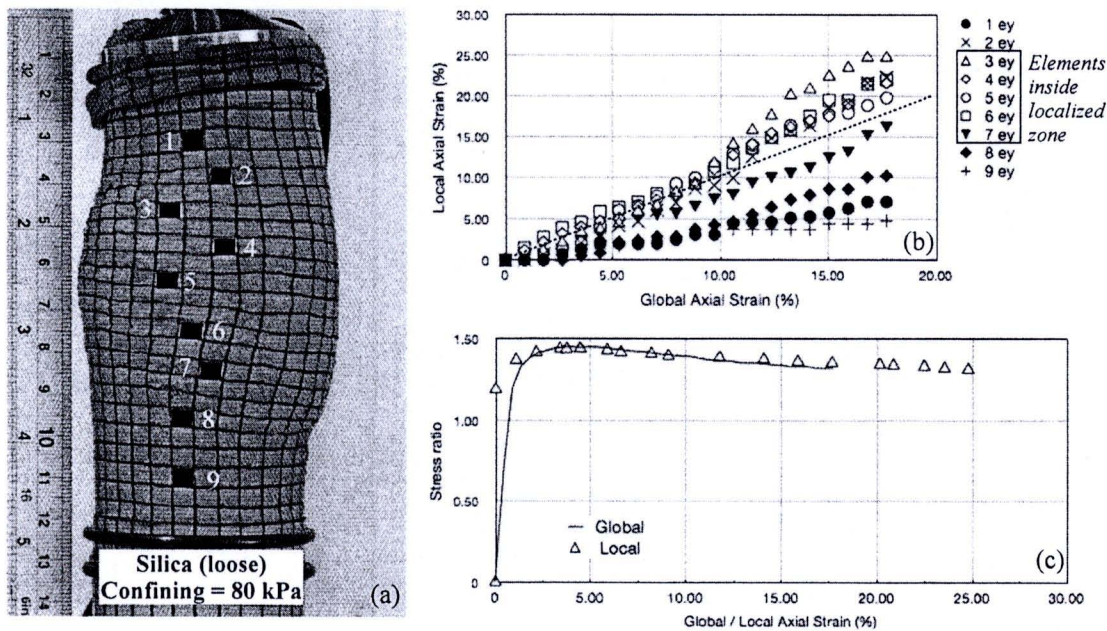 1
2
3
4
5
6
7
8
9
Silica (loose)
Confining = 80 kPa
(a)
30.00
25.00
20.00
15.00
10.00
5.00
0
0
5.00
10.00
15.00
20.00
Local Axial Strain (%)
Global Axial Strain (%)
(b)
1 ey
2 ey
3 ey
4 ey
5 ey
6 ey
7 ey
8 ey
9 ey
Elements
inside
localized
zone
1.50
1.00
0.50
0
0
5.00
10.00
15.00
20.00
25.00
30.00
Stress ratio
Global / Local Axial Strain (%)
Global
Local
(c)